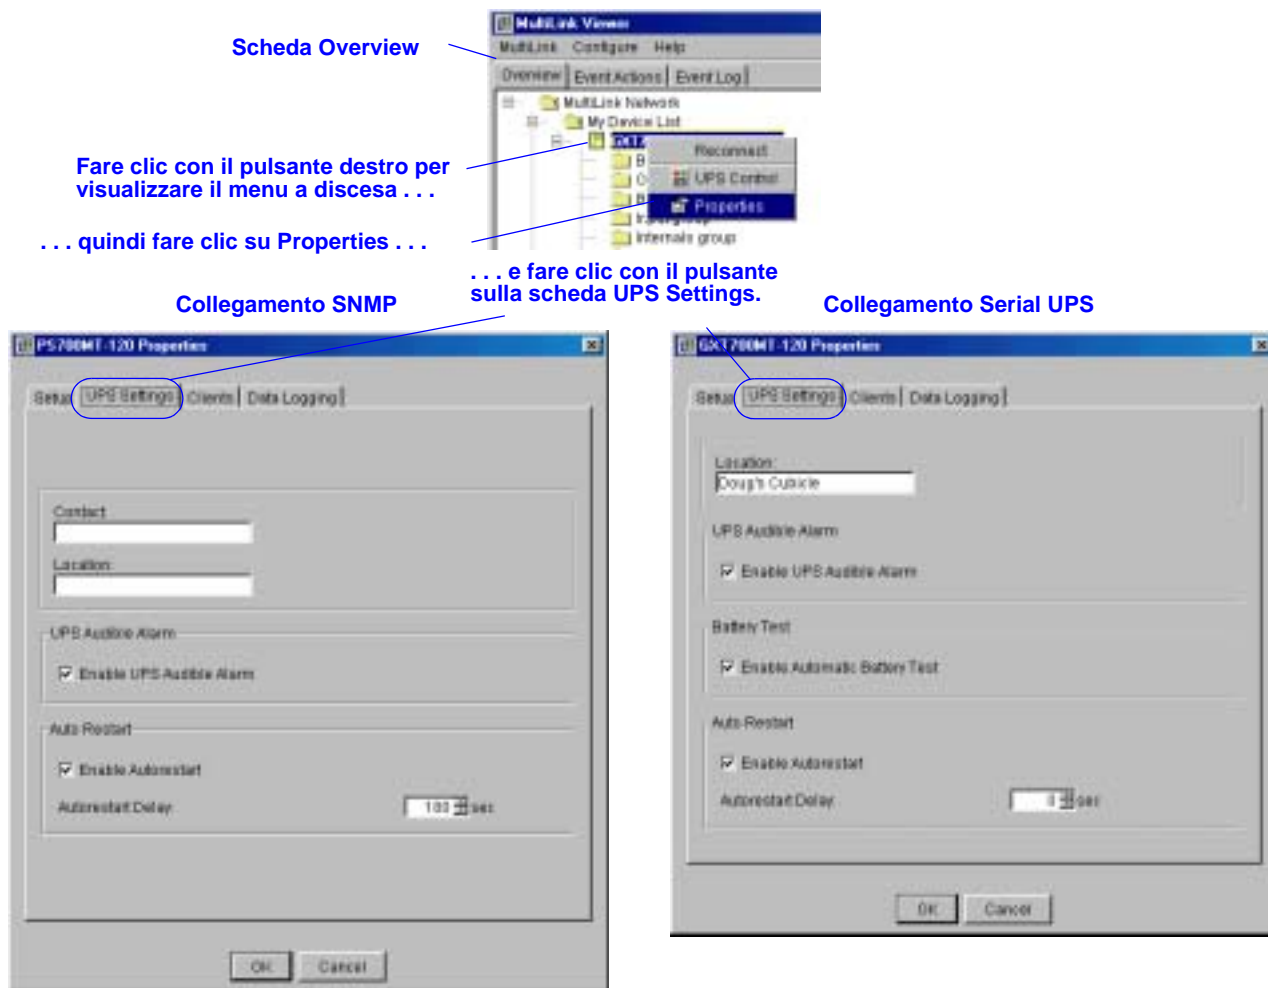 MultiLink Viewer
Scheda Overview
MultiLink Configure Help
Overview Event Actions Event Log
MultiLink Network
My Device List
Reconnect
Fare clic con il pulsante destro per
visualizzare il menu a discesa . . .
UPS Control
Properties
. . . quindi fare clic su Properties . . .
Internals group
. . . e fare clic con il pulsante
sulla scheda UPS Settings.
Collegamento SNMP
Collegamento Serial UPS
PS700MT-120 Properties
Setup UPS Settings Clients Data Logging
Contact
Location:
UPS Audible Alarm
Enable UPS Audible Alarm
Auto Restart
Enable Autorestart
Autorestart Delay: 180 sec
OK Cancel
GXT700MT-120 Properties
Setup UPS Settings Clients Data Logging
Location:
Doug's Cubicle
UPS Audible Alarm
Enable UPS Audible Alarm
Battery Test
Enable Automatic Battery Test
Auto-Restart
Enable Autorestart
Autorestart Delay: 0 sec
OK Cancel